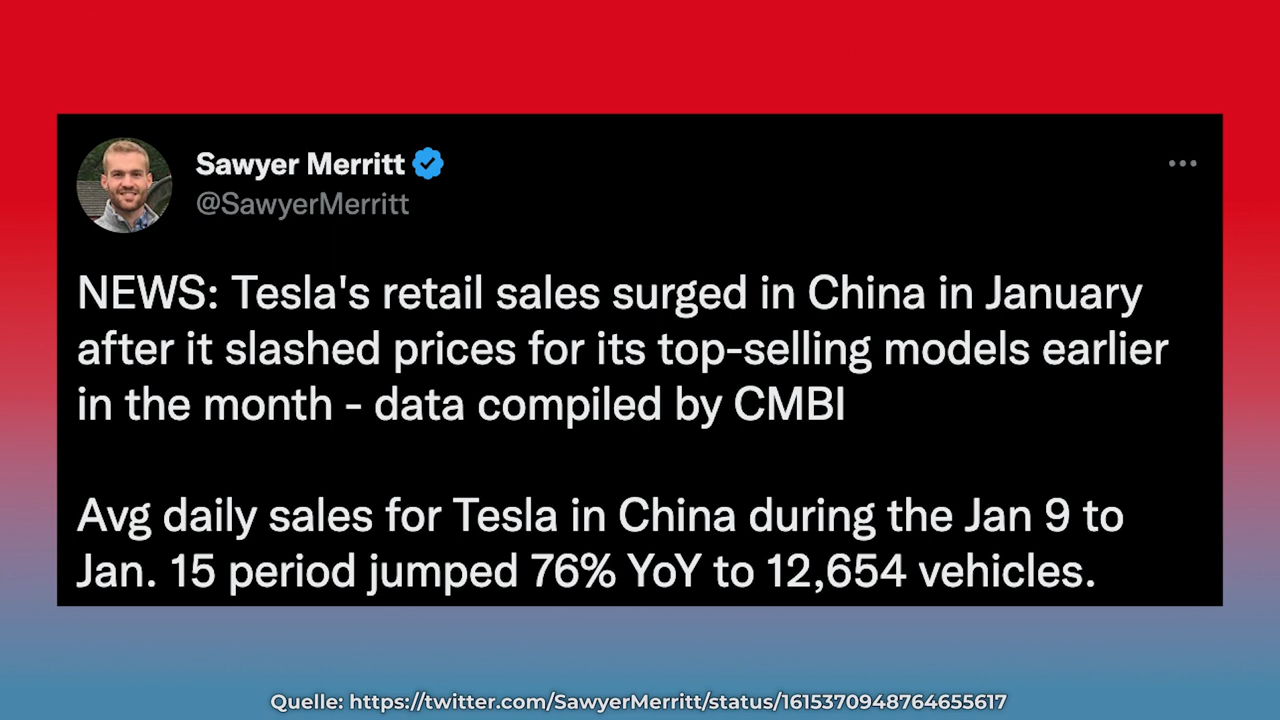 Sawyer Merritt
@SawyerMerritt
NEWS: Tesla's retail sales surged in China in January
after it slashed prices for its top-selling models earlier
in the month - data compiled by CMBI
Avg daily sales for Tesla in China during the Jan 9 to
Jan. 15 period jumped 76% YoY to 12,654 vehicles.
Quelle: https://twitter.com/SawyerMerritt/status/1615370948764655617